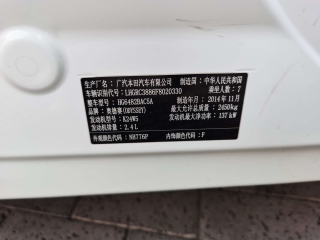 生产厂名：广汽本田汽车有限公司 制造国：中华人民共和国
车辆识别代号：LHGRC3886F8020330 乘坐人数：7
整车型号：HG6482BAC5A 制造年月：2014年11月
品牌：奥德赛(ODYSSEY) 最大允许总质量：2450kg
发动机型号：K24W5 发动机最大净功率：137kW
发动机排量：2.4L
外观颜色代码：NH776P 内饰颜色代码：F